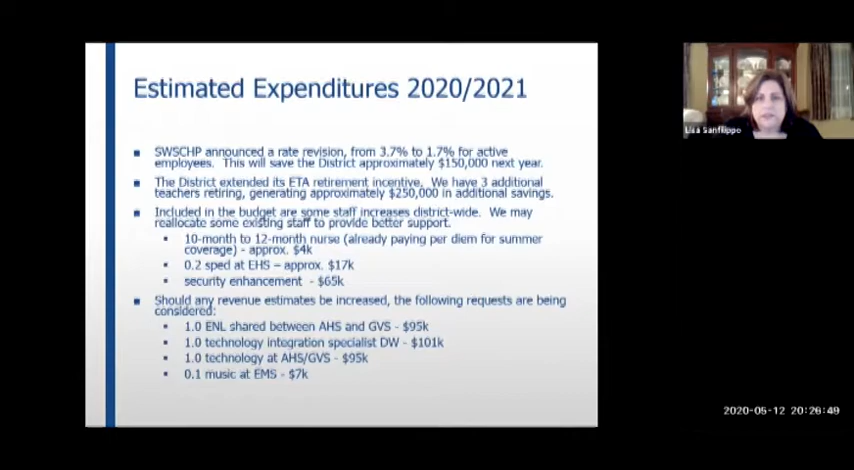 Estimated Expenditures 2020/2021
SWSCHP announced a rate revision, from 3.7% to 1.7% for active
employees. This will save the District approximately $150,000 next year.
The District extended its ETA retirement incentive. We have 3 additional
teachers retiring, generating approximately $250,000 in additional savings.
Included in the budget are some staff increases district-wide. We may
reallocate some existing staff to provide better support.
10-month to 12-month nurse (already paying per diem for summer
coverage) - approx. $4k
0.2 sped at EHS – approx. $17k
security enhancement - $65k
Should any revenue estimates be increased, the following requests are being
considered:
1.0 ENL shared between AHS and GVS - $95k
1.0 technology integration specialist DW - $101k
1.0 technology at AHS/GVS - $95k
0.1 music at EMS - $7k
Lisa Sanfilippo
2020-05-12 20:26:49